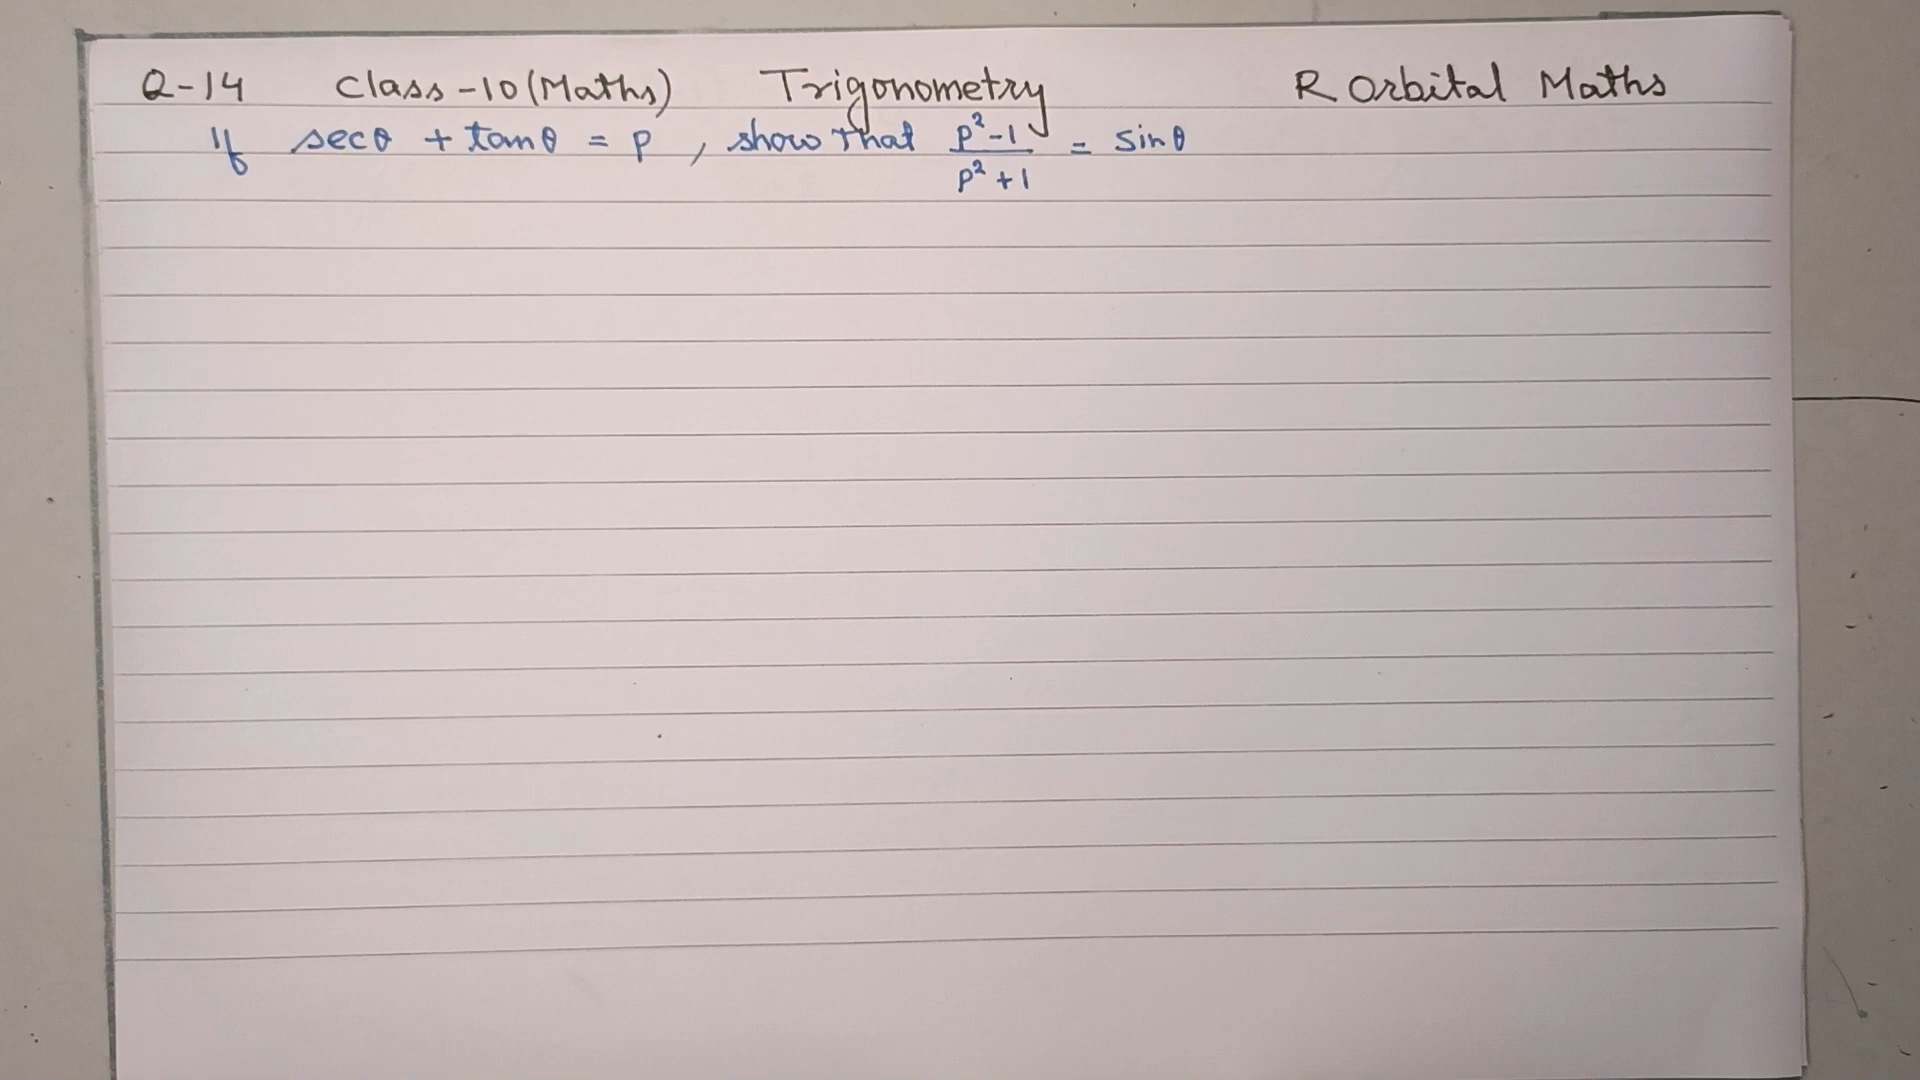 Q-14 Class-10(Maths) Trigonometry R Orbital Maths
If secθ + tanθ = p, show that p²-1 / p²+1 = sinθ